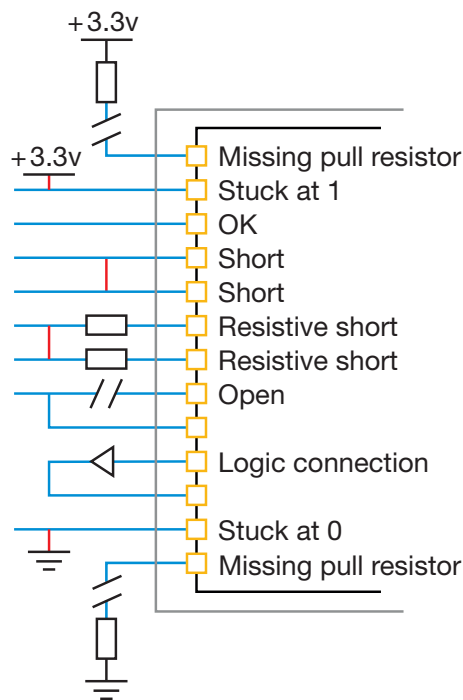 +3.3v
Missing pull resistor
+3.3v
Stuck at 1
OK
Short
Short
Resistive short
Resistive short
Open
Logic connection
Stuck at 0
Missing pull resistor